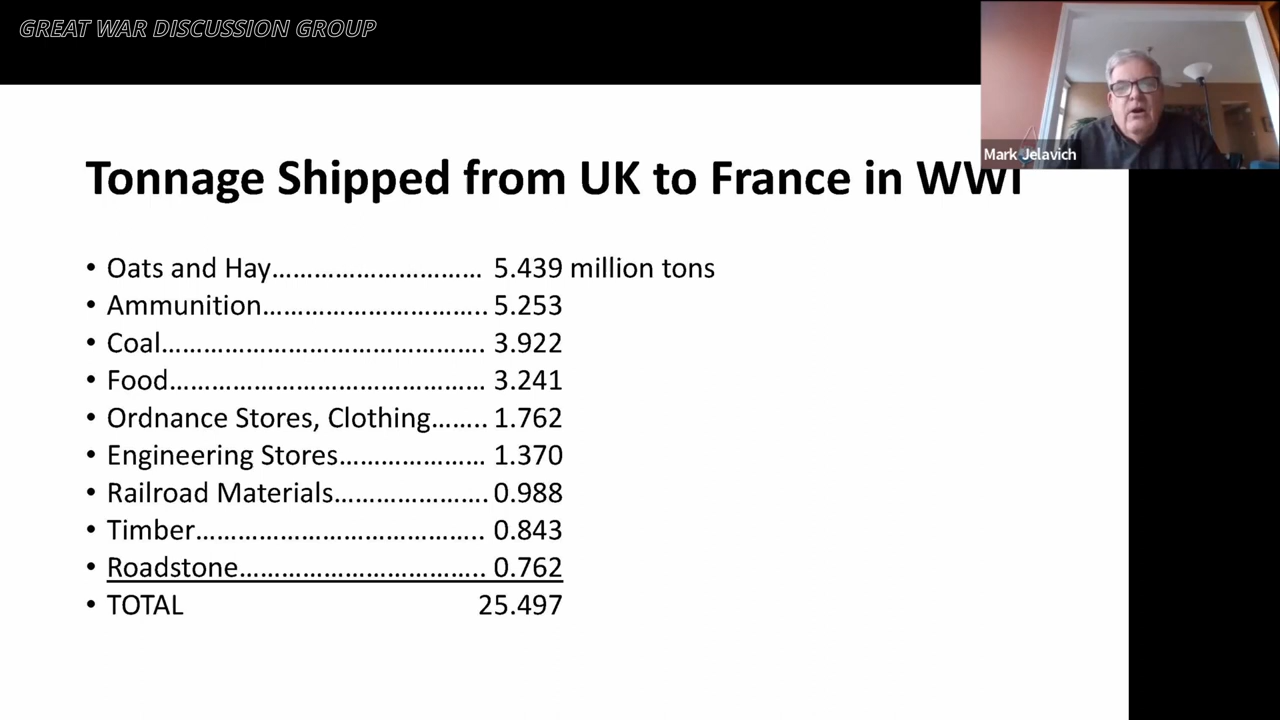 GREAT WAR DISCUSSION GROUP
Mark Jelavich
Tonnage Shipped from UK to France in WWI
• Oats and Hay………………………… 5.439 million tons
• Ammunition………………………….. 5.253
• Coal………………………………………. 3.922
• Food……………………………………… 3.241
• Ordnance Stores, Clothing…….. 1.762
• Engineering Stores………………… 1.370
• Railroad Materials…………………. 0.988
• Timber………………………………….. 0.843
• Roadstone…………………………….. 0.762
• TOTAL 25.497